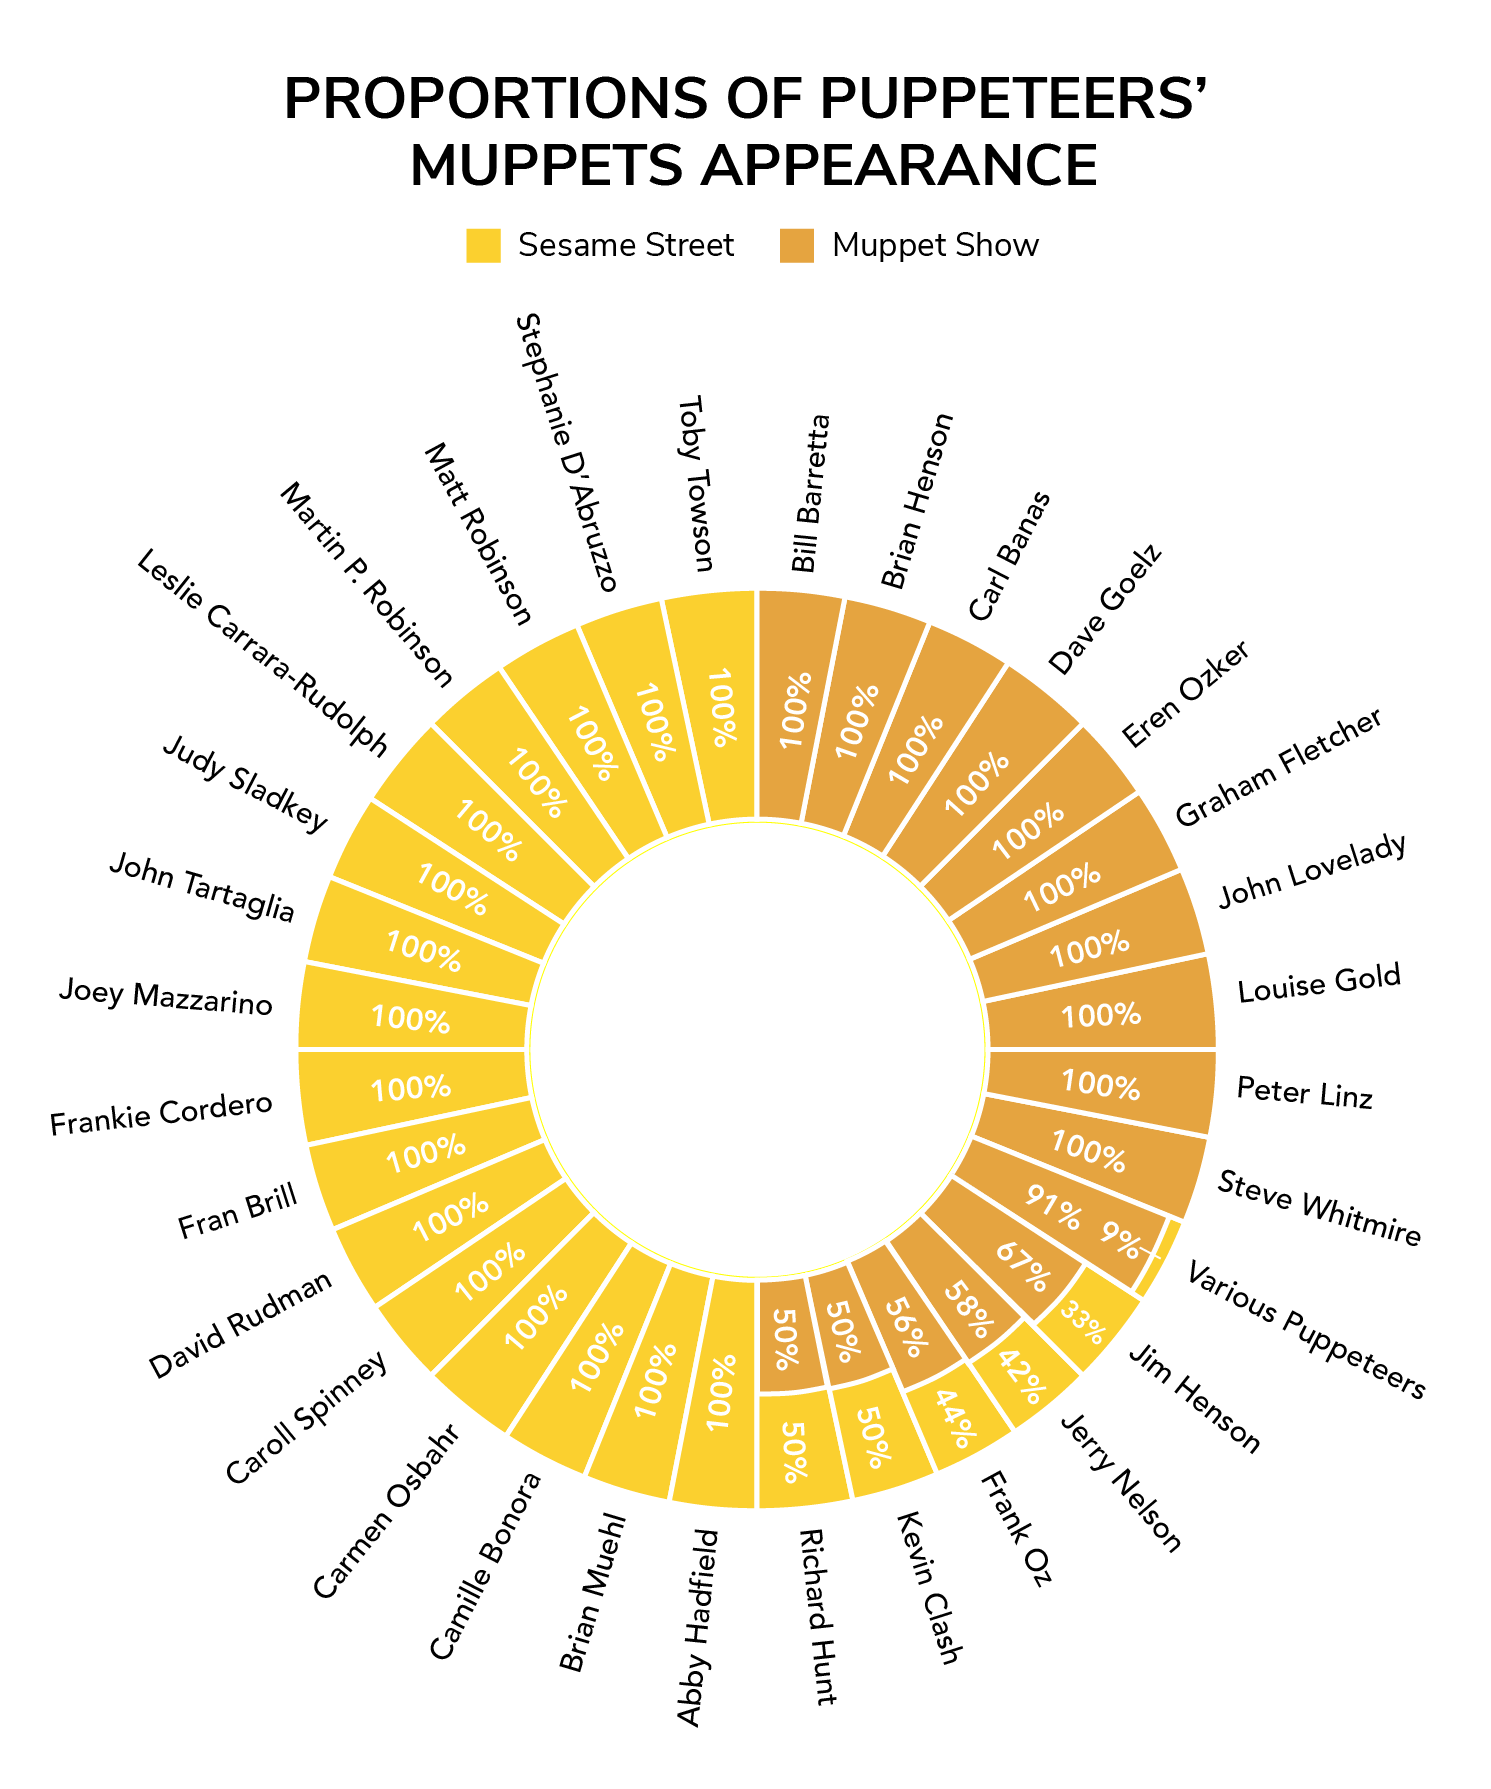 PROPORTIONS OF PUPPETEERS’
MUPPETS APPEARANCE
Sesame Street
Muppet Show
Bill Barretta
100%
Brian Henson
100%
Carl Banas
100%
Dave Goelz
100%
Eren Ozker
100%
Graham Fletcher
100%
John Lovelady
100%
Louise Gold
100%
Peter Linz
100%
Steve Whitmire
100%
Various Puppeteers
91%
9%
Jim Henson
67%
33%
Jerry Nelson
58%
42%
Frank Oz
56%
44%
Kevin Clash
50%
50%
Richard Hunt
50%
50%
Abby Hadfield
100%
Brian Muehl
100%
Camille Bonora
100%
Carmen Osbahr
100%
Caroll Spinney
100%
David Rudman
100%
Fran Brill
100%
Frankie Cordero
100%
Joey Mazzarino
100%
John Tartaglia
100%
Judy Sladkey
100%
Leslie Carrara-Rudolph
100%
Martin P. Robinson
100%
Matt Robinson
100%
Stephanie D’Abruzzo
100%
Toby Towson
100%